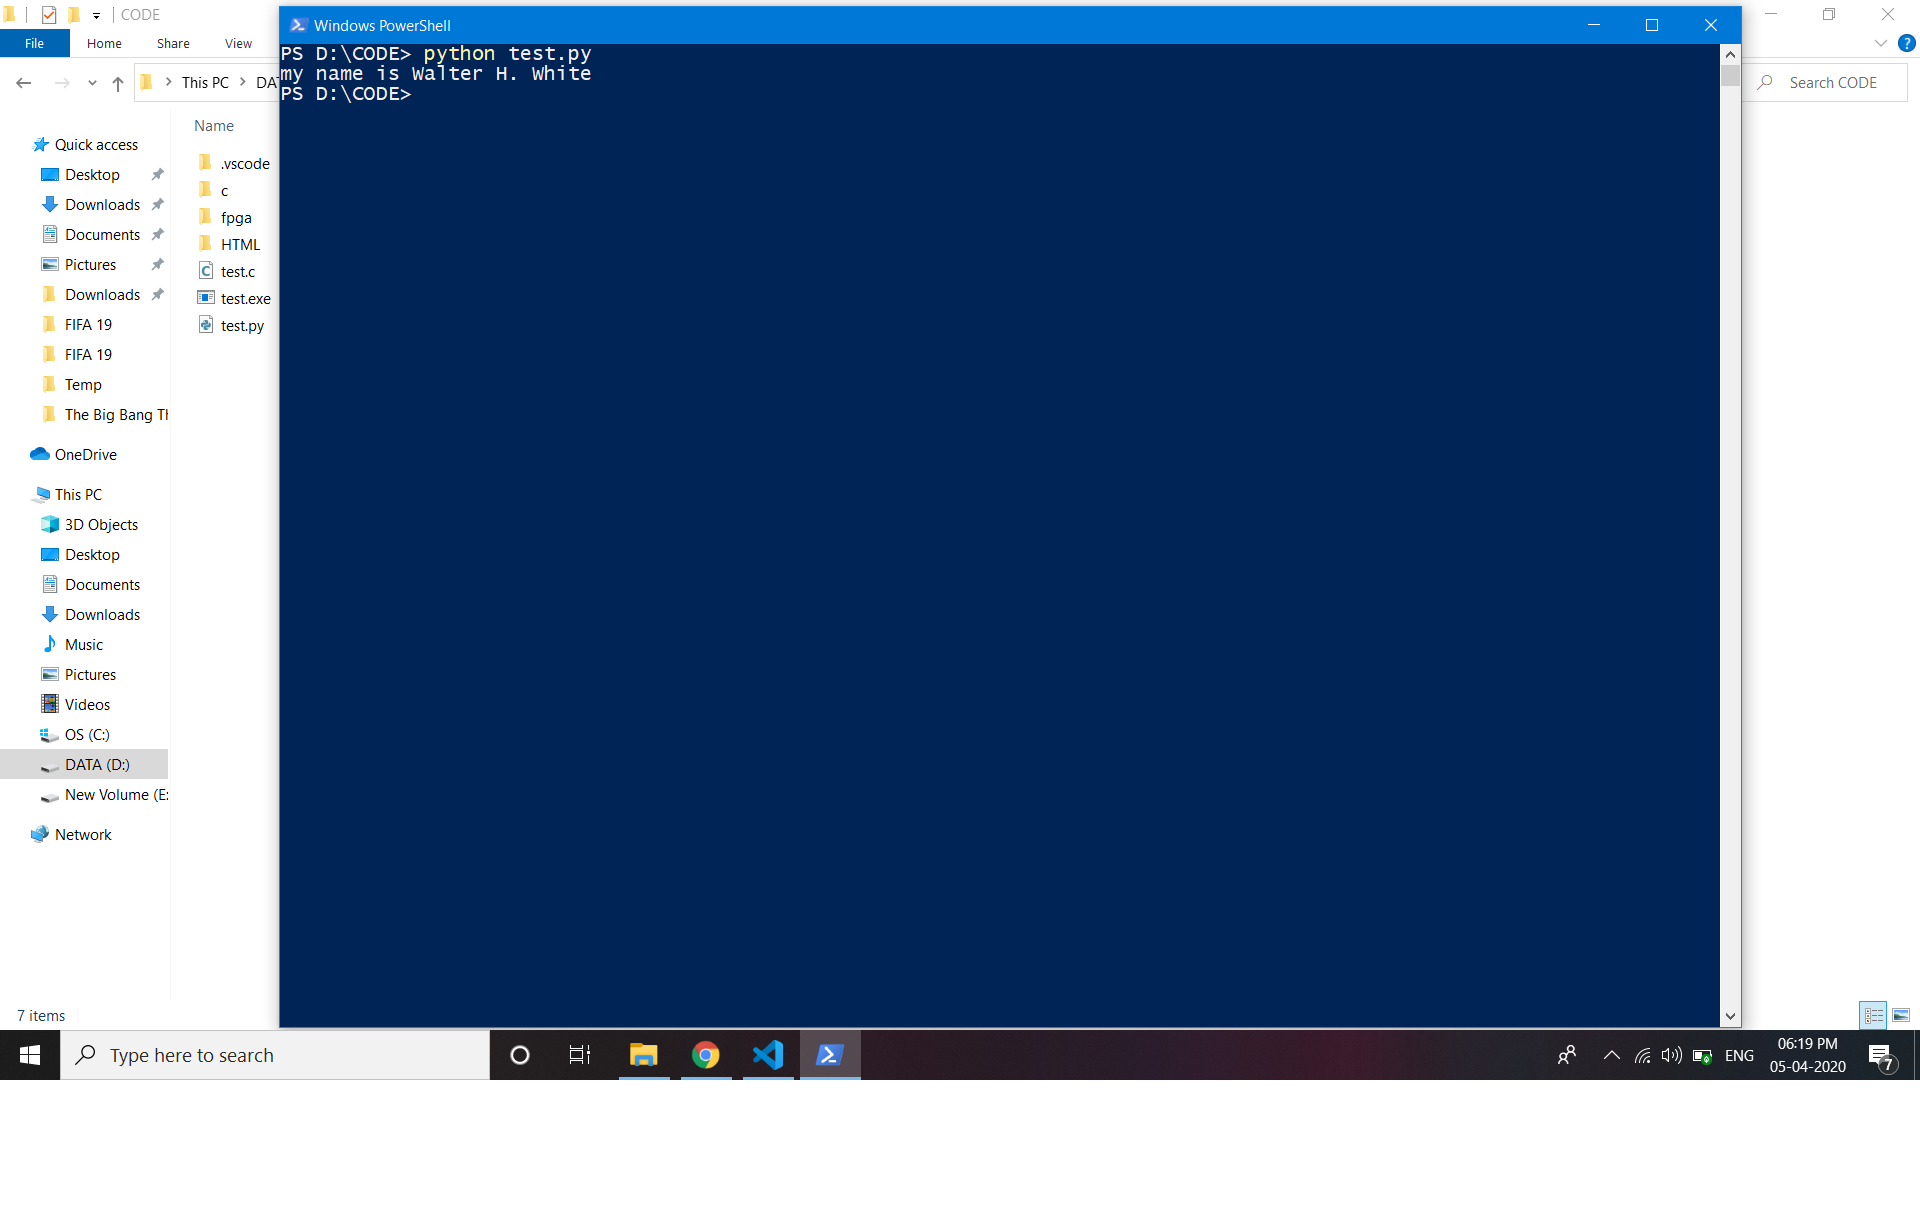 CODE
Windows PowerShell
File
Home
Share
View
PS D:\CODE> python test.py
my name is Walter H. White
PS D:\CODE>
This PC
DAT
Search CODE
Name
Quick access
Desktop
Downloads
Documents
Pictures
Downloads
FIFA 19
FIFA 19
Temp
The Big Bang Th
OneDrive
This PC
3D Objects
Desktop
Documents
Downloads
Music
Pictures
Videos
OS (C:)
DATA (D:)
New Volume (E:
Network
.vscode
c
fpga
HTML
test.c
test.exe
test.py
7 items
Type here to search
ENG
06:19 PM
05-04-2020
7